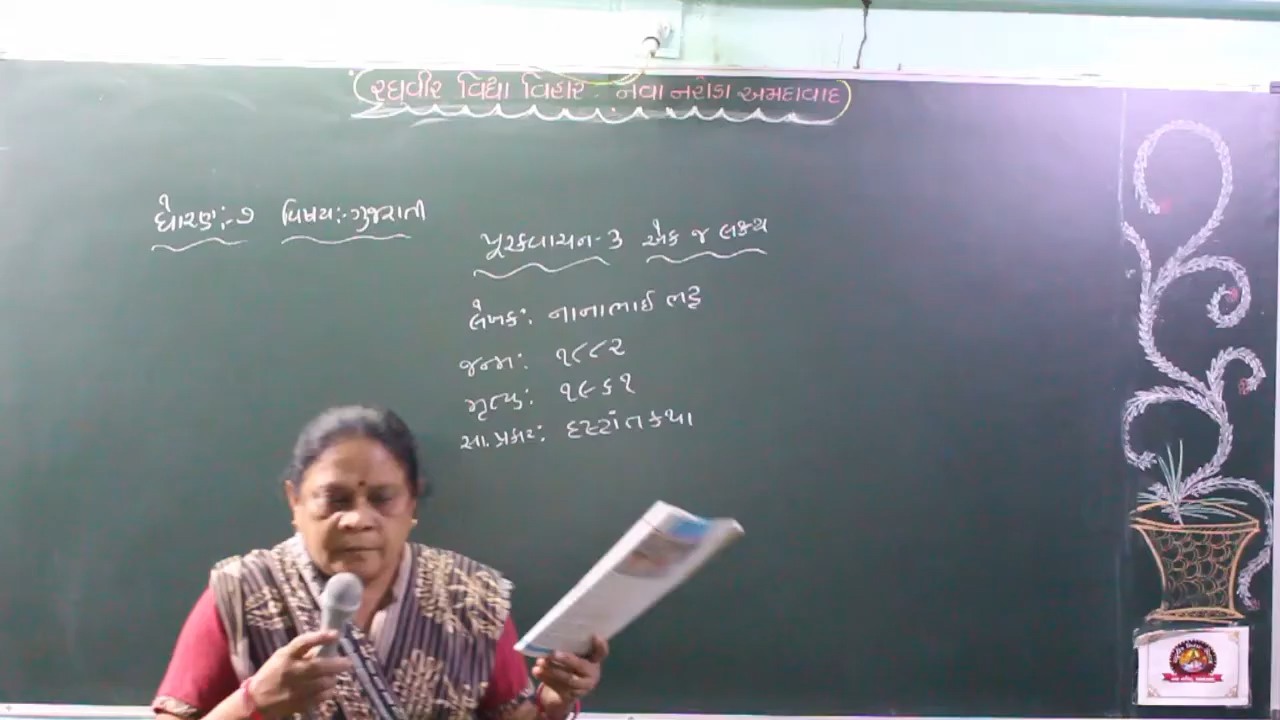 રઘુવીર વિદ્યા વિહાર - નવા નરોડા અમદાવાદ
ધોરણ:-૭ વિષય:-ગુજરાતી
પૂરકવાચન-૩ એક જ લક્ષ્ય
લેખક: નાનાભાઈ ભટ્ટ
જન્મ: ૧૮૮૨
મૃત્યુ: ૧૯૬૧
સા.પ્રકાર: દષ્ટાંતકથા